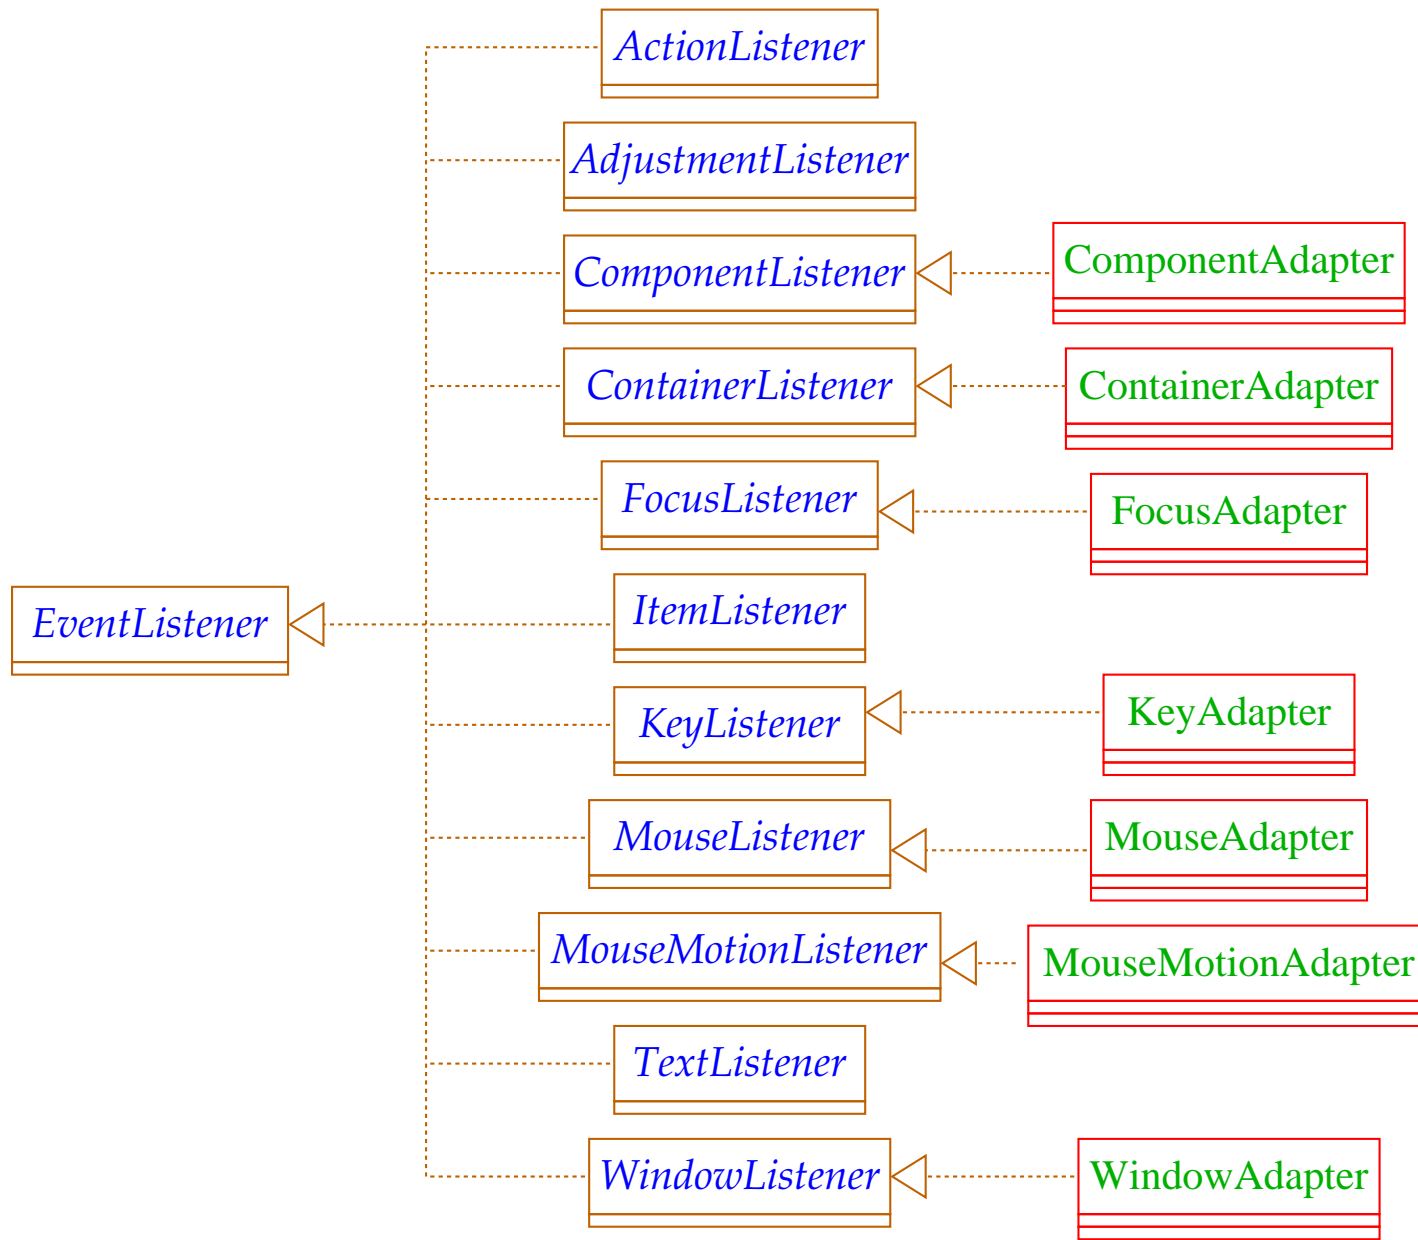 ActionListener
AdjustmentListener
ComponentListener
ComponentAdapter
ContainerListener
ContainerAdapter
FocusListener
FocusAdapter
EventListener
ItemListener
KeyListener
KeyAdapter
MouseListener
MouseAdapter
MouseMotionListener
MouseMotionAdapter
TextListener
WindowListener
WindowAdapter